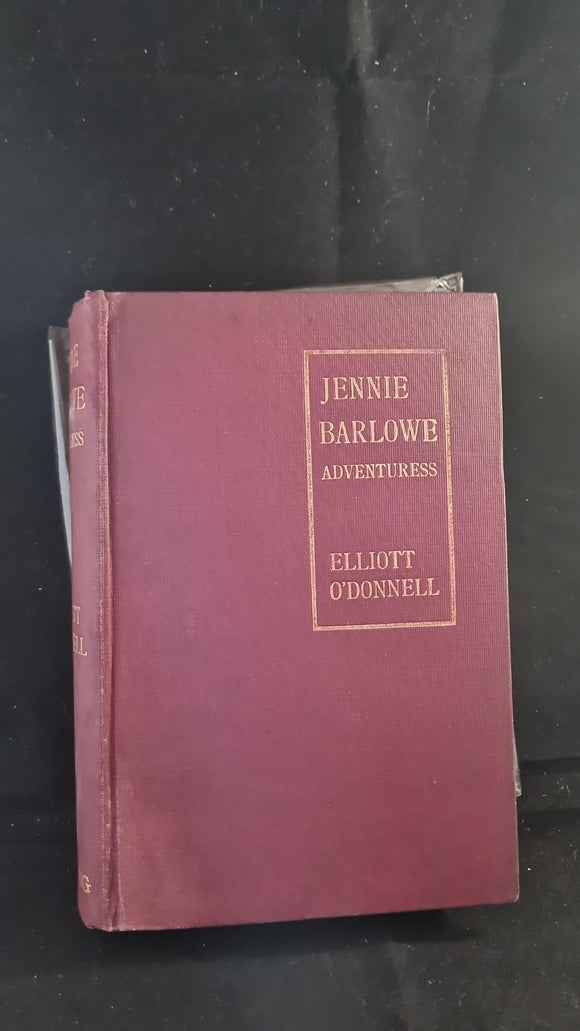 JENNIE
BARLOWE
ADVENTURESS
ELLIOTT
O'DONNELL